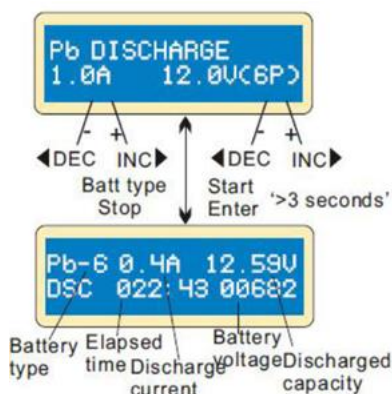 Pb DISCHARGE
1.0A 12.0V(6P)
- + - +
◀DEC INC▶ ◀DEC INC▶
Batt type Start '>3 seconds'
Stop Enter
Pb-6 0.4A 12.59V
DSC 022:43 00682
Battery type
Elapsed time
Discharge current
Battery voltage
Discharged capacity